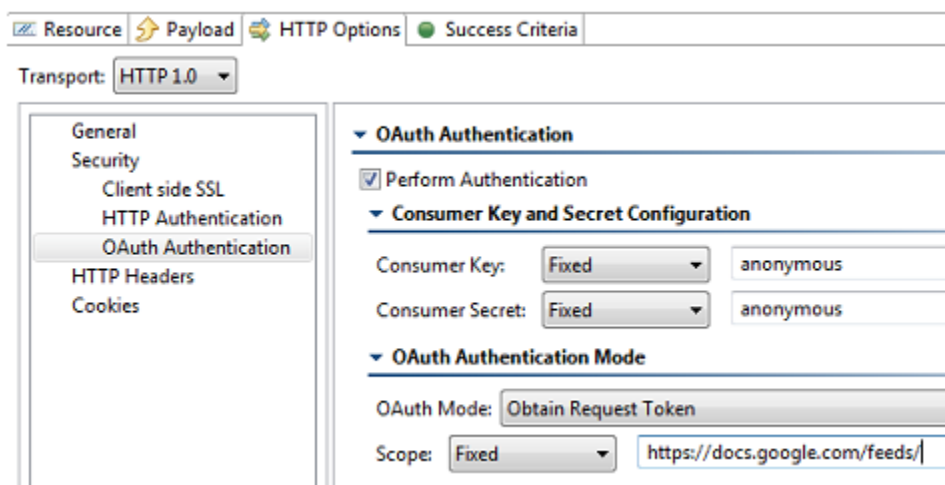 Resource Payload HTTP Options Success Criteria
Transport: HTTP 1.0
General
Security
Client side SSL
HTTP Authentication
OAuth Authentication
HTTP Headers
Cookies
OAuth Authentication
Perform Authentication
Consumer Key and Secret Configuration
Consumer Key: Fixed anonymous
Consumer Secret: Fixed anonymous
OAuth Authentication Mode
OAuth Mode: Obtain Request Token
Scope: Fixed https://docs.google.com/feeds/